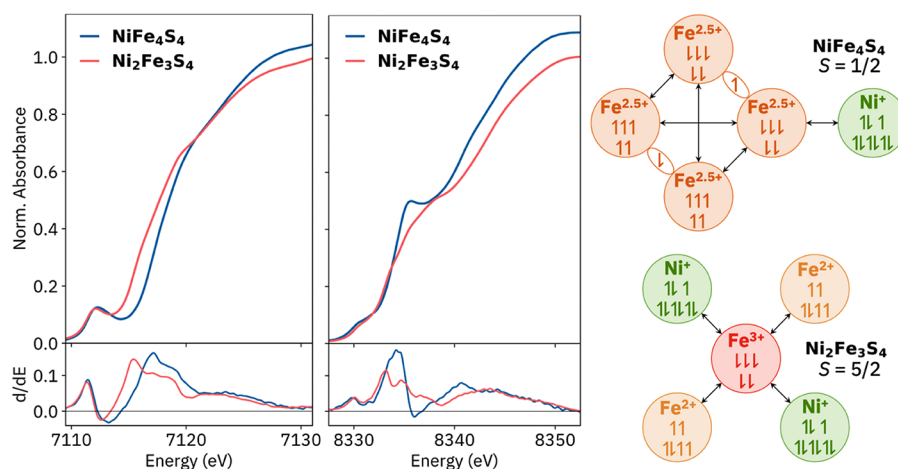 Norm. Absorbance
1.0
0.8
0.6
0.4
0.2
0.0
NiFe₄S₄
Ni₂Fe₃S₄
NiFe₄S₄
Ni₂Fe₃S₄
d/dE
0.1
0.0
7110 7120 7130
Energy (eV)
8330 8340 8350
Energy (eV)
Fe²·⁵⁺
NiFe₄S₄
S = 1/2
Fe²·⁵⁺
Fe²·⁵⁺
Ni⁺
Fe²·⁵⁺
Ni⁺
Fe²⁺
Fe³⁺
Ni₂Fe₃S₄
S = 5/2
Fe²⁺
Ni⁺